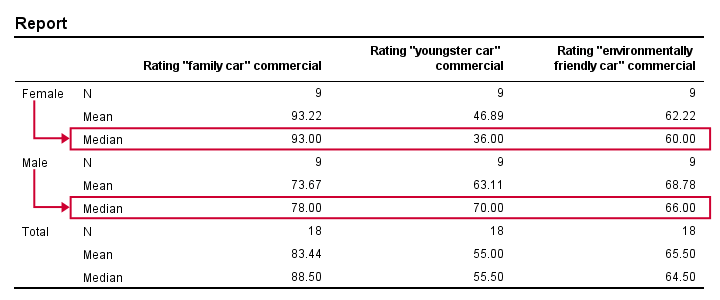 Report
Rating "family car" commercial Rating "youngster car" commercial Rating "environmentally friendly car" commercial
Female N 9 9 9
Mean 93.22 46.89 62.22
Median 93.00 36.00 60.00
Male N 9 9 9
Mean 73.67 63.11 68.78
Median 78.00 70.00 66.00
Total N 18 18 18
Mean 83.44 55.00 65.50
Median 88.50 55.50 64.50